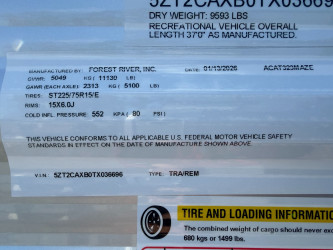 5ZT2CAXB0TX036696
DRY WEIGHT: 9593 LBS
RECREATIONAL VEHICLE OVERALL
LENGTH 37'0" AS MANUFACTURED.
MANUFACTURED BY: FOREST RIVER, INC. DATE: 01/13/2026 ACAT323MAZE
GVWR: 5049 KG ( 11130 LB)
GAWR (EACH AXLE): 2313 KG ( 5100 LB)
TIRES: ST225/75R15/E
RIMS: 15X6.0J
COLD INFL. PRESSURE: 552 KPA ( 80 PSI )
THIS VEHICLE CONFORMS TO ALL APPLICABLE U.S. FEDERAL MOTOR VEHICLE SAFETY
STANDARDS IN EFFECT ON THE DATE OF MANUFACTURE SHOWN ABOVE.
V.I.N.: 5ZT2CAXB0TX036696 TYPE: TRA/REM
TIRE AND LOADING INFORMATIO
The combined weight of cargo should never exce
680 kgs or 1499 lbs.